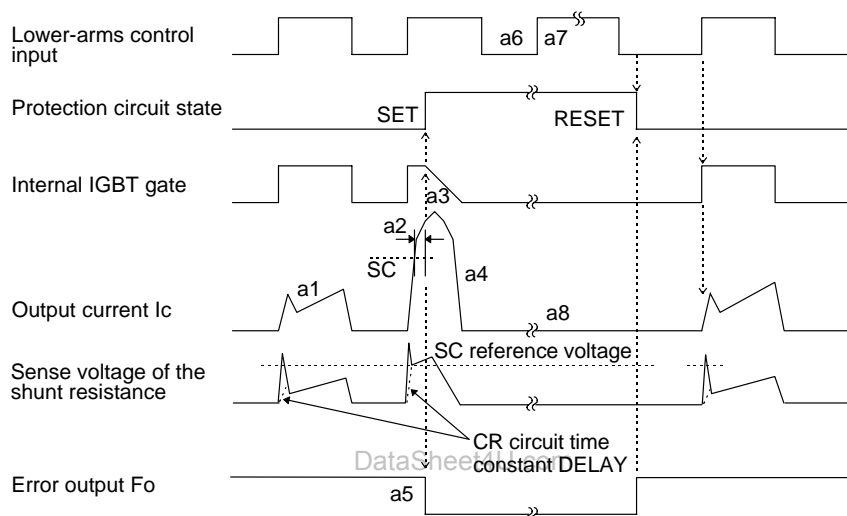 Lower-arms control
input
a6
a7
Protection circuit state
SET
RESET
Internal IGBT gate
a3
a2
SC
a4
a1
Output current Ic
a8
SC reference voltage
Sense voltage of the
shunt resistance
CR circuit time
constant DELAY
DataSheet4U.com
Error output Fo
a5